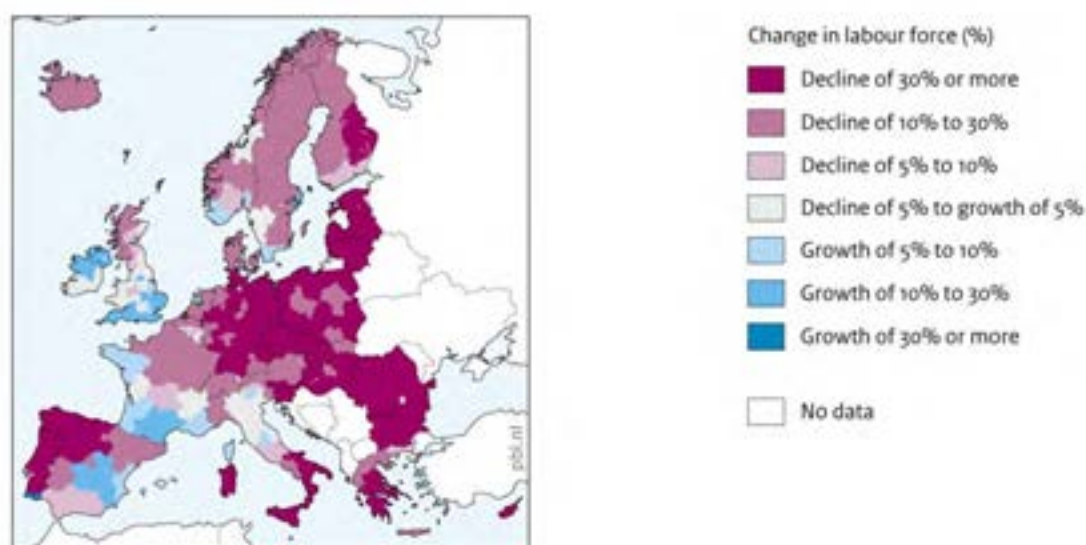 Change in labour force (%)
Decline of 30% or more
Decline of 10% to 30%
Decline of 5% to 10%
Decline of 5% to growth of 5%
Growth of 5% to 10%
Growth of 10% to 30%
Growth of 30% or more
No data
pbl.nl